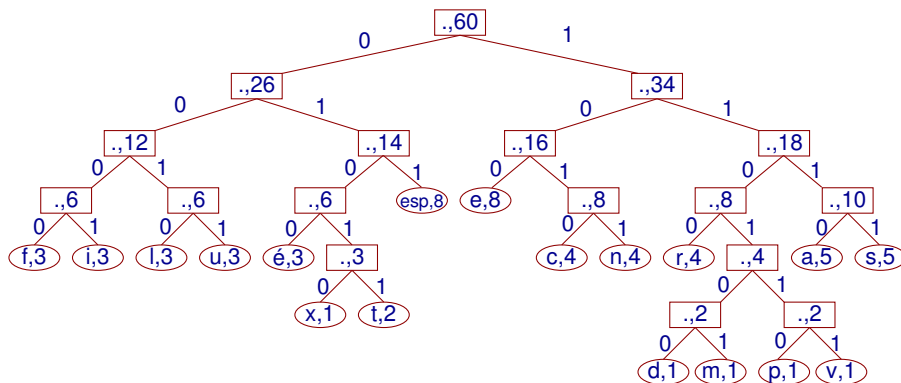 .,60
0 1
.,26 .,34
0 1 0 1
.,12 .,14 .,16 .,18
0 1 0 1 0 1 0 1
.,6 .,6 .,6 esp,8 e,8 .,8 .,8 .,10
0 1 0 1 0 1 0 1 0 1 0 1
f,3 i,3 l,3 u,3 é,3 .,3 c,4 n,4 r,4 .,4 a,5 s,5
0 1 0 1
x,1 t,2 .,2 .,2
0 1 0 1
d,1 m,1 p,1 v,1